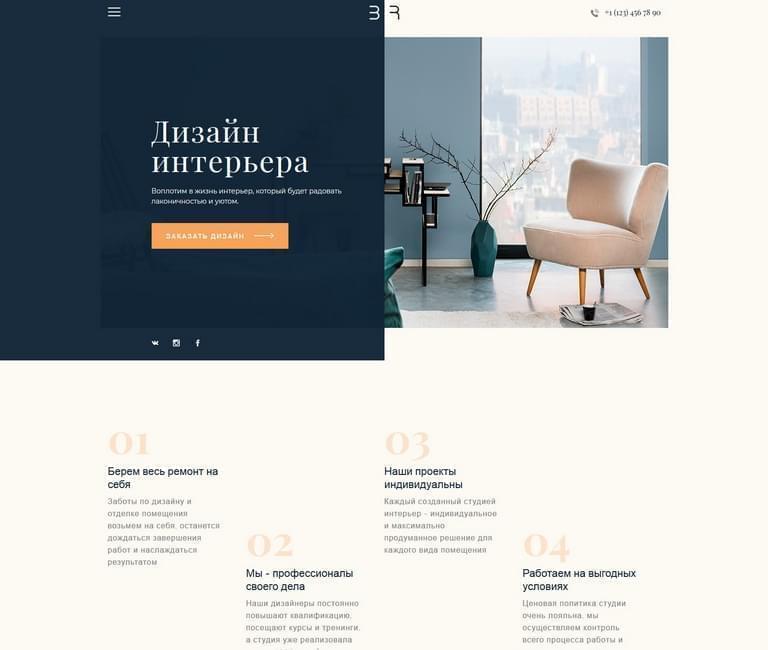 +1 (123) 456 78 90
Дизайн
интерьера
Воплотим в жизнь интерьер, который будет радовать
лаконичностью и уютом.
ЗАКАЗАТЬ ДИЗАЙН
01
Берем весь ремонт на
себя
Заботы по дизайну и
отделке помещения
возьмем на себя, останется
дождаться завершения
работ и наслаждаться
результатом
02
Мы - профессионалы
своего дела
Наши дизайнеры постоянно
повышают квалификацию,
посещают курсы и тренинги,
а студия уже реализовала
03
Наши проекты
индивидуальны
Каждый созданный студией
интерьер - индивидуальное
и максимально
продуманное решение для
каждого вида помещения
04
Работаем на выгодных
условиях
Ценовая политика студии
очень лояльна, мы
осуществляем контроль
всего процесса работы и